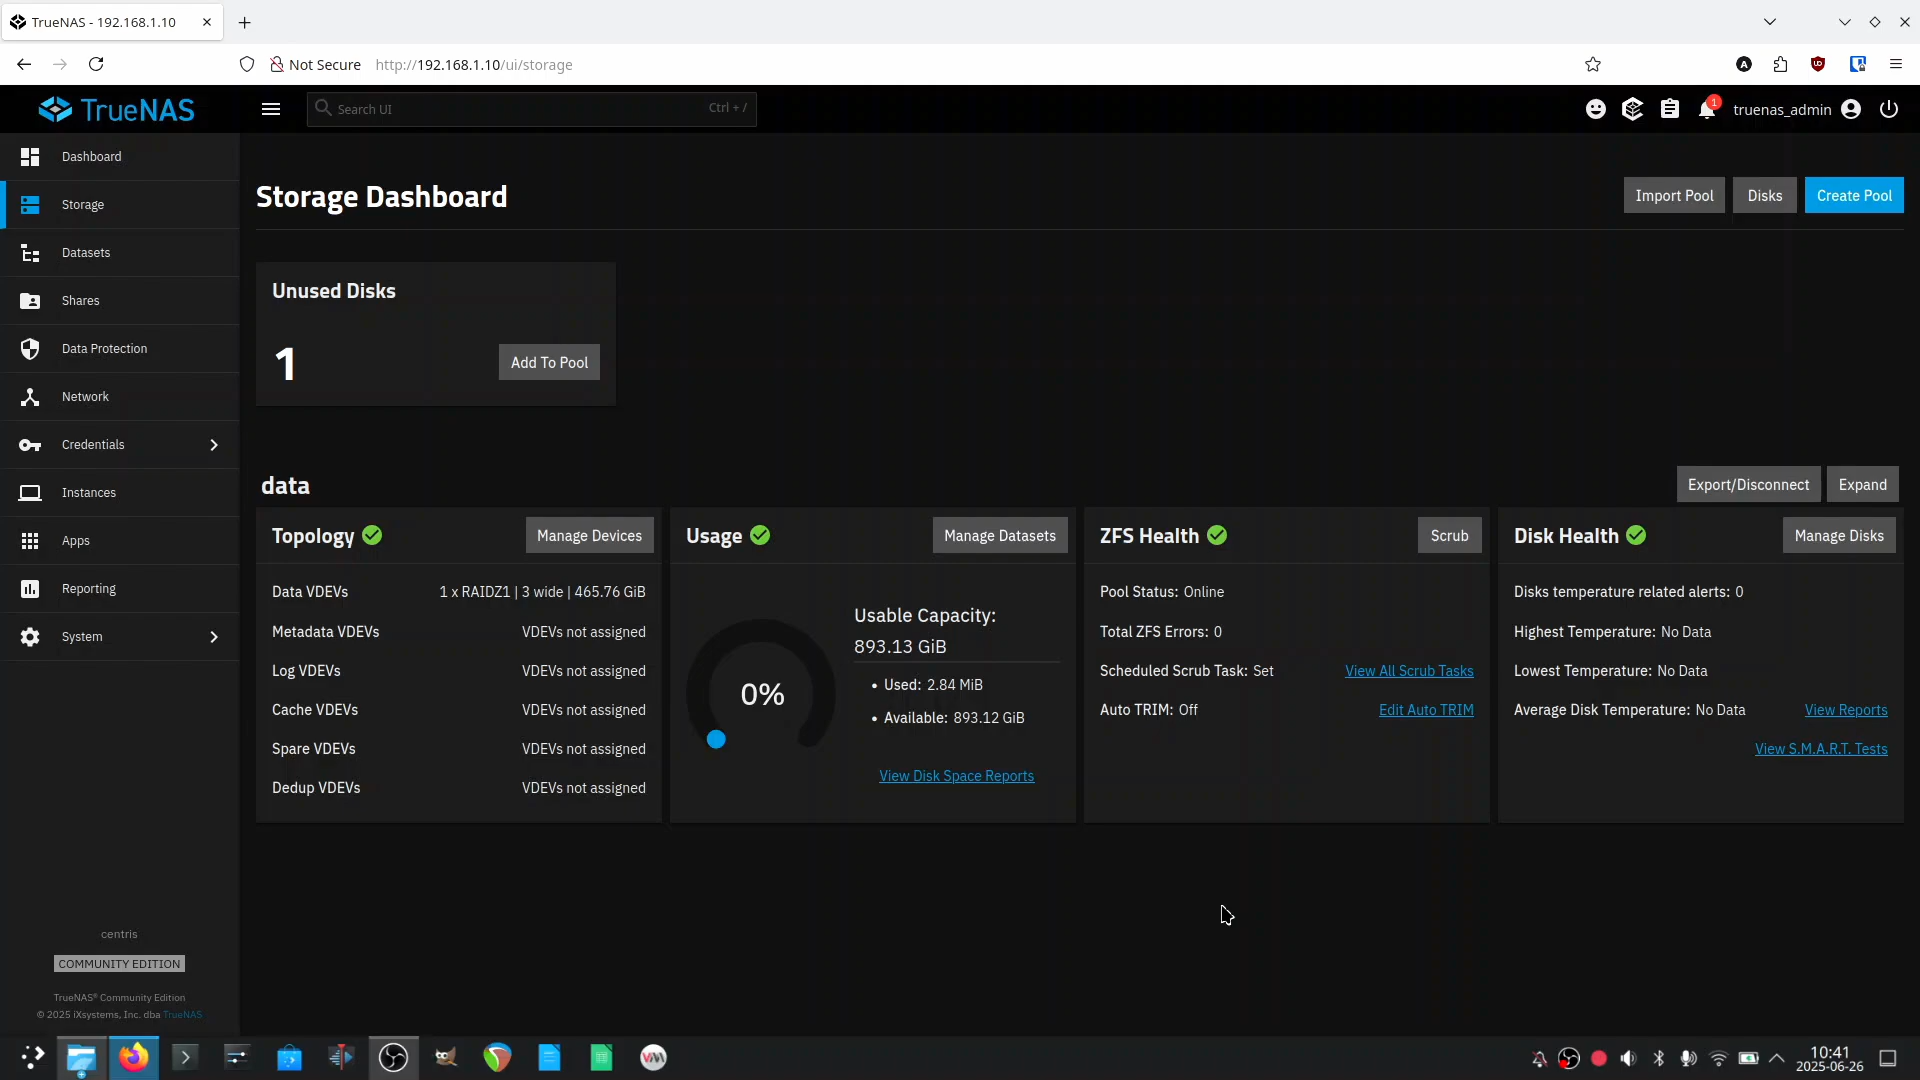 TrueNAS - 192.168.1.10
Not Secure http://192.168.1.10/ui/storage
TrueNAS
Search UI
Ctrl + /
1
truenas_admin
Dashboard
Storage
Datasets
Shares
Data Protection
Network
Credentials
Instances
Apps
Reporting
System
centris
COMMUNITY EDITION
TrueNAS® Community Edition
© 2025 iXsystems, Inc. dba TrueNAS
Storage Dashboard
Import Pool
Disks
Create Pool
Unused Disks
1
Add To Pool
data
Export/Disconnect
Expand
Topology
Manage Devices
Data VDEVs 1 x RAIDZ1 | 3 wide | 465.76 GiB
Metadata VDEVs VDEVs not assigned
Log VDEVs VDEVs not assigned
Cache VDEVs VDEVs not assigned
Spare VDEVs VDEVs not assigned
Dedup VDEVs VDEVs not assigned
Usage
Manage Datasets
0%
Usable Capacity:
893.13 GiB
• Used: 2.84 MiB
• Available: 893.12 GiB
View Disk Space Reports
ZFS Health
Scrub
Pool Status: Online
Total ZFS Errors: 0
Scheduled Scrub Task: Set View All Scrub Tasks
Auto TRIM: Off Edit Auto TRIM
Disk Health
Manage Disks
Disks temperature related alerts: 0
Highest Temperature: No Data
Lowest Temperature: No Data
Average Disk Temperature: No Data View Reports
View S.M.A.R.T. Tests
10:41
2025-06-26